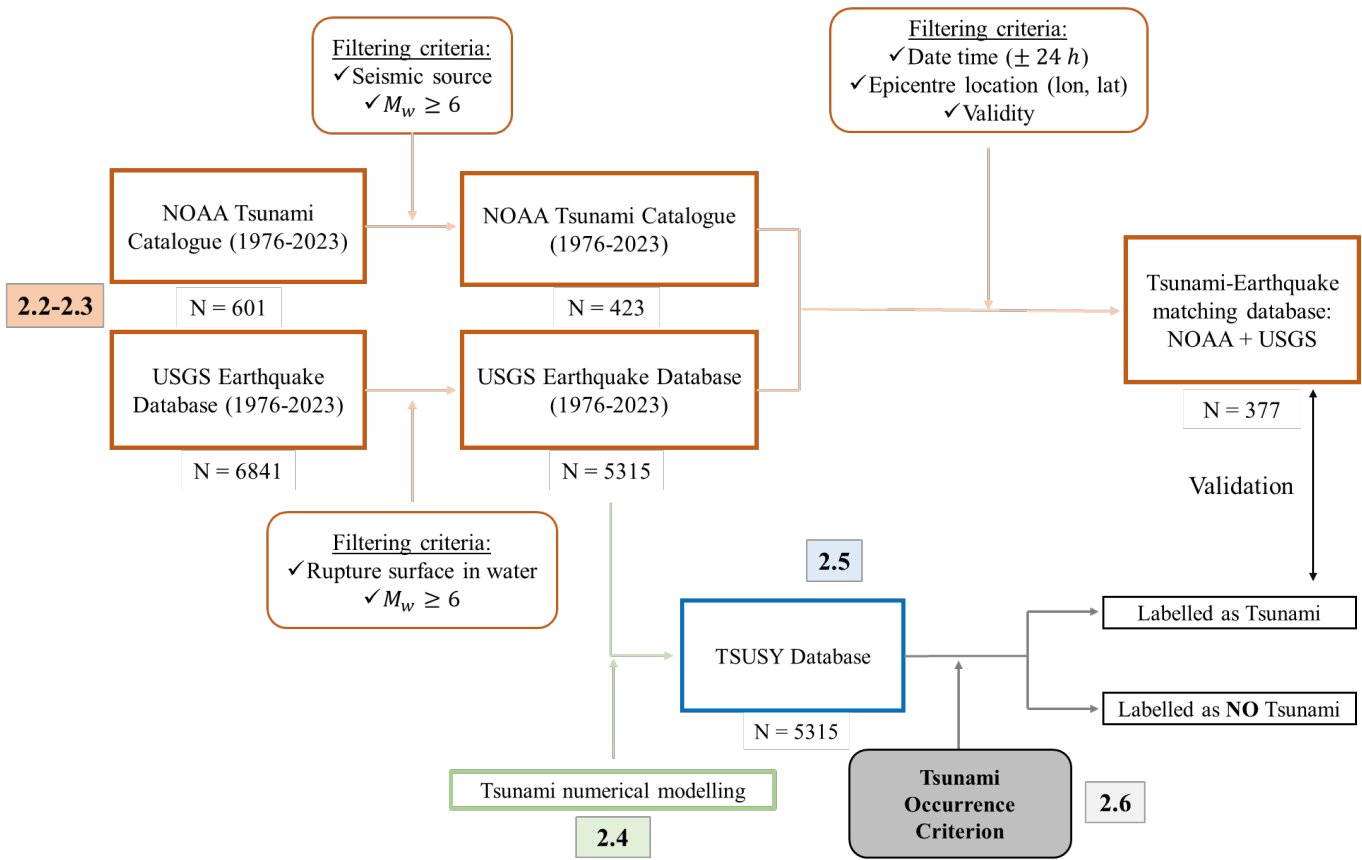 Filtering criteria:
✓Seismic source
✓M_w ≥ 6
Filtering criteria:
✓Date time (± 24 h)
✓Epicentre location (lon, lat)
✓Validity
NOAA Tsunami
Catalogue (1976-2023)
N = 601
NOAA Tsunami Catalogue
(1976-2023)
N = 423
Tsunami-Earthquake
matching database:
NOAA + USGS
N = 377
2.2-2.3
USGS Earthquake
Database (1976-2023)
N = 6841
USGS Earthquake Database
(1976-2023)
N = 5315
Validation
Filtering criteria:
✓Rupture surface in water
✓M_w ≥ 6
2.5
TSUSY Database
N = 5315
Labelled as Tsunami
Labelled as NO Tsunami
Tsunami numerical modelling
2.4
Tsunami
Occurrence
Criterion
2.6